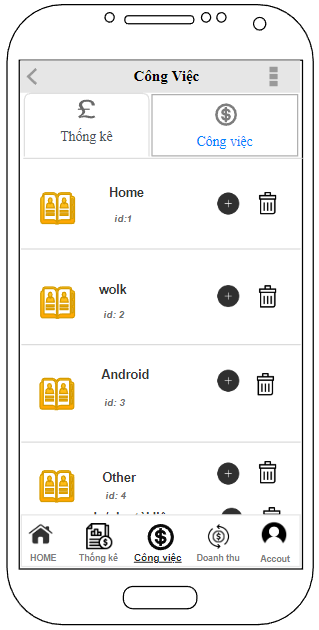 Công Việc
Thống kê
Công việc
Home
id:1
wolk
id: 2
Android
id: 3
Other
id: 4
HOME
Thống kê
Công việc
Doanh thu
Accout